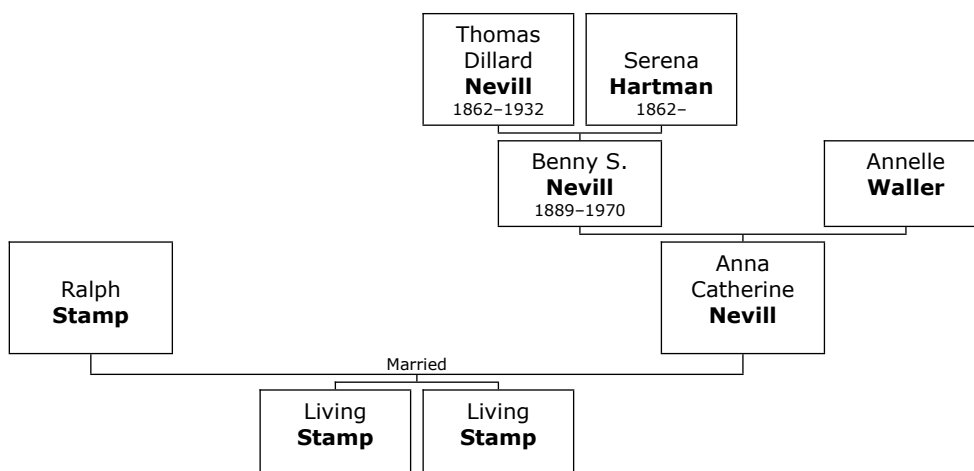 Thomas
Dillard
Nevill
1862–1932
Serena
Hartman
1862–
Benny S.
Nevill
1889–1970
Annelle
Waller
Ralph
Stamp
Anna
Catherine
Nevill
Married
Living
Stamp
Living
Stamp